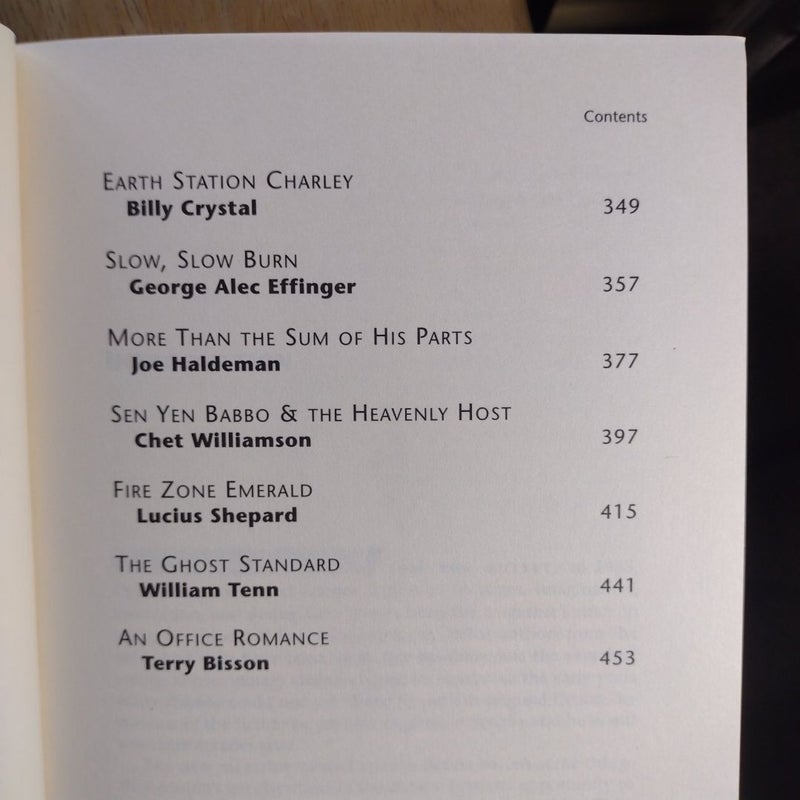 Contents
EARTH STATION CHARLEY
Billy Crystal 349
SLOW, SLOW BURN
George Alec Effinger 357
MORE THAN THE SUM OF HIS PARTS
Joe Haldeman 377
SEN YEN BABBO & THE HEAVENLY HOST
Chet Williamson 397
FIRE ZONE EMERALD
Lucius Shepard 415
THE GHOST STANDARD
William Tenn 441
AN OFFICE ROMANCE
Terry Bisson 453